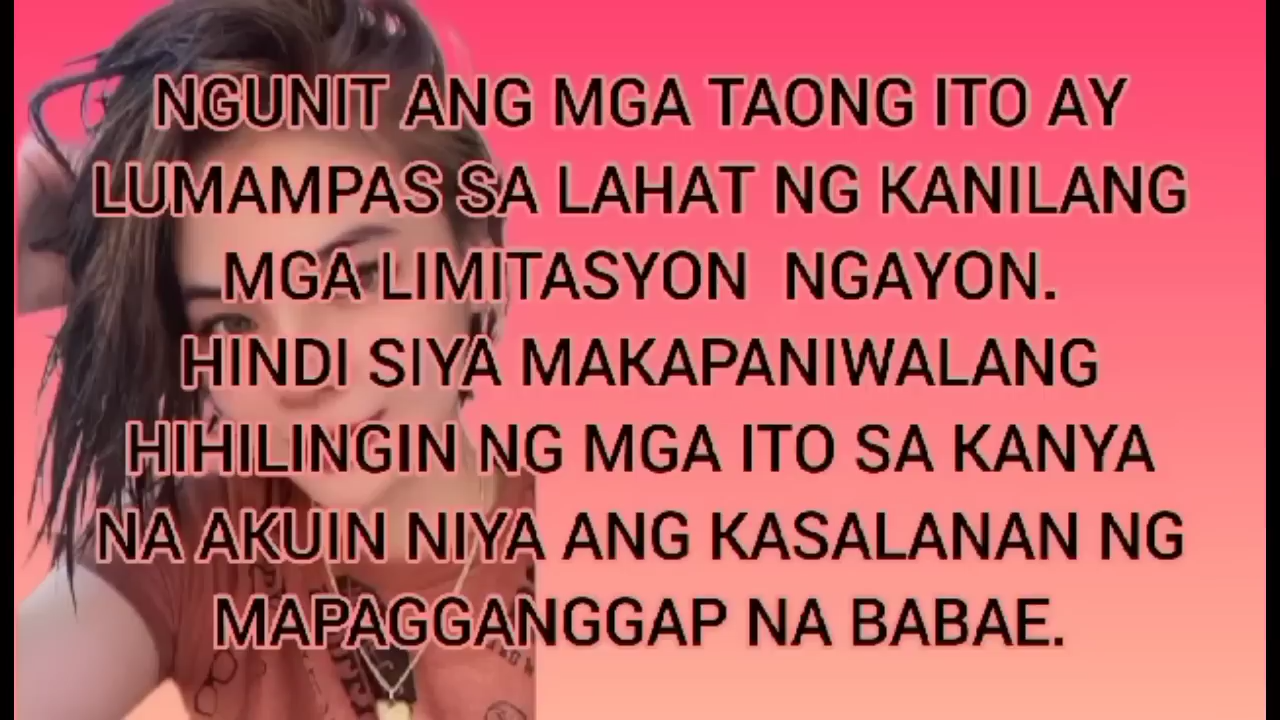 NGUNIT ANG MGA TAONG ITO AY
LUMAMPAS SA LAHAT NG KANILANG
MGA LIMITASYON NGAYON.
HINDI SIYA MAKAPANIWALANG
HIHILINGIN NG MGA ITO SA KANYA
NA AKUIN NIYA ANG KASALANAN NG
MAPAGGANGGAP NA BABAE.